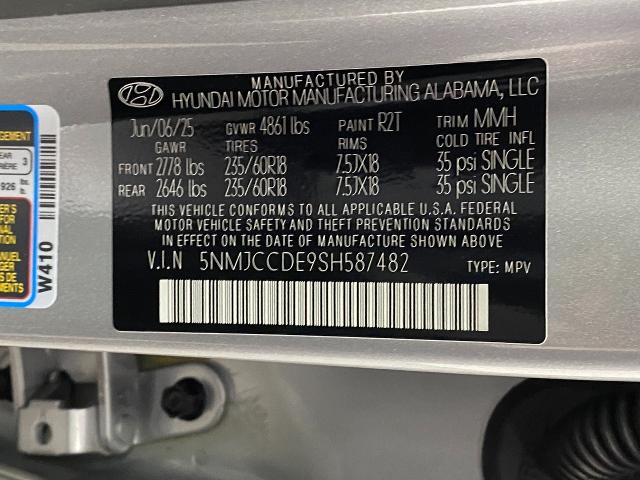 MANUFACTURED BY
HYUNDAI MOTOR MANUFACTURING ALABAMA, LLC
Jun/06/25 GVWR 4861 lbs PAINT R2T TRIM MMH
GAWR TIRES RIMS COLD TIRE INFL
FRONT 2778 lbs 235/60R18 7.5JX18 35 psi SINGLE
REAR 2646 lbs 235/60R18 7.5JX18 35 psi SINGLE
THIS VEHICLE CONFORMS TO ALL APPLICABLE U.S.A. FEDERAL
MOTOR VEHICLE SAFETY AND THEFT PREVENTION STANDARDS
IN EFFECT ON THE DATE OF MANUFACTURE SHOWN ABOVE
V.I.N 5NMJCCDE9SH587482 TYPE: MPV
W410
3
926